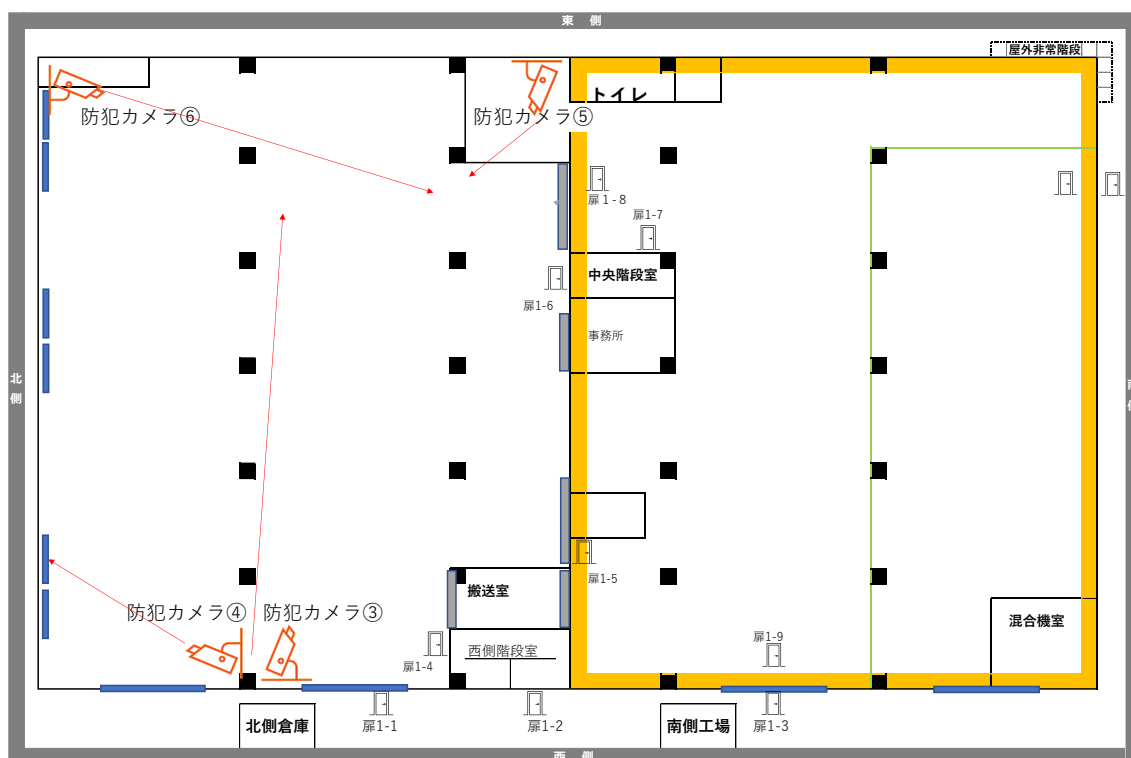 東 側
屋外非常階段
トイレ
防犯カメラ⑥
防犯カメラ⑤
扉１-８
扉1-7
中央階段室
扉1-6
事務所
北
側
扉1-5
搬送室
混合機室
防犯カメラ④
防犯カメラ③
扉1-9
西側階段室
扉1-4
北側倉庫
扉1-1
扉1-2
南側工場
扉1-3